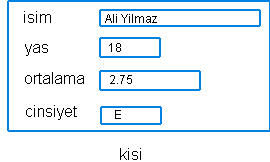 isim Ali Yilmaz
yas 18
ortalama 2.75
cinsiyet E
kisi